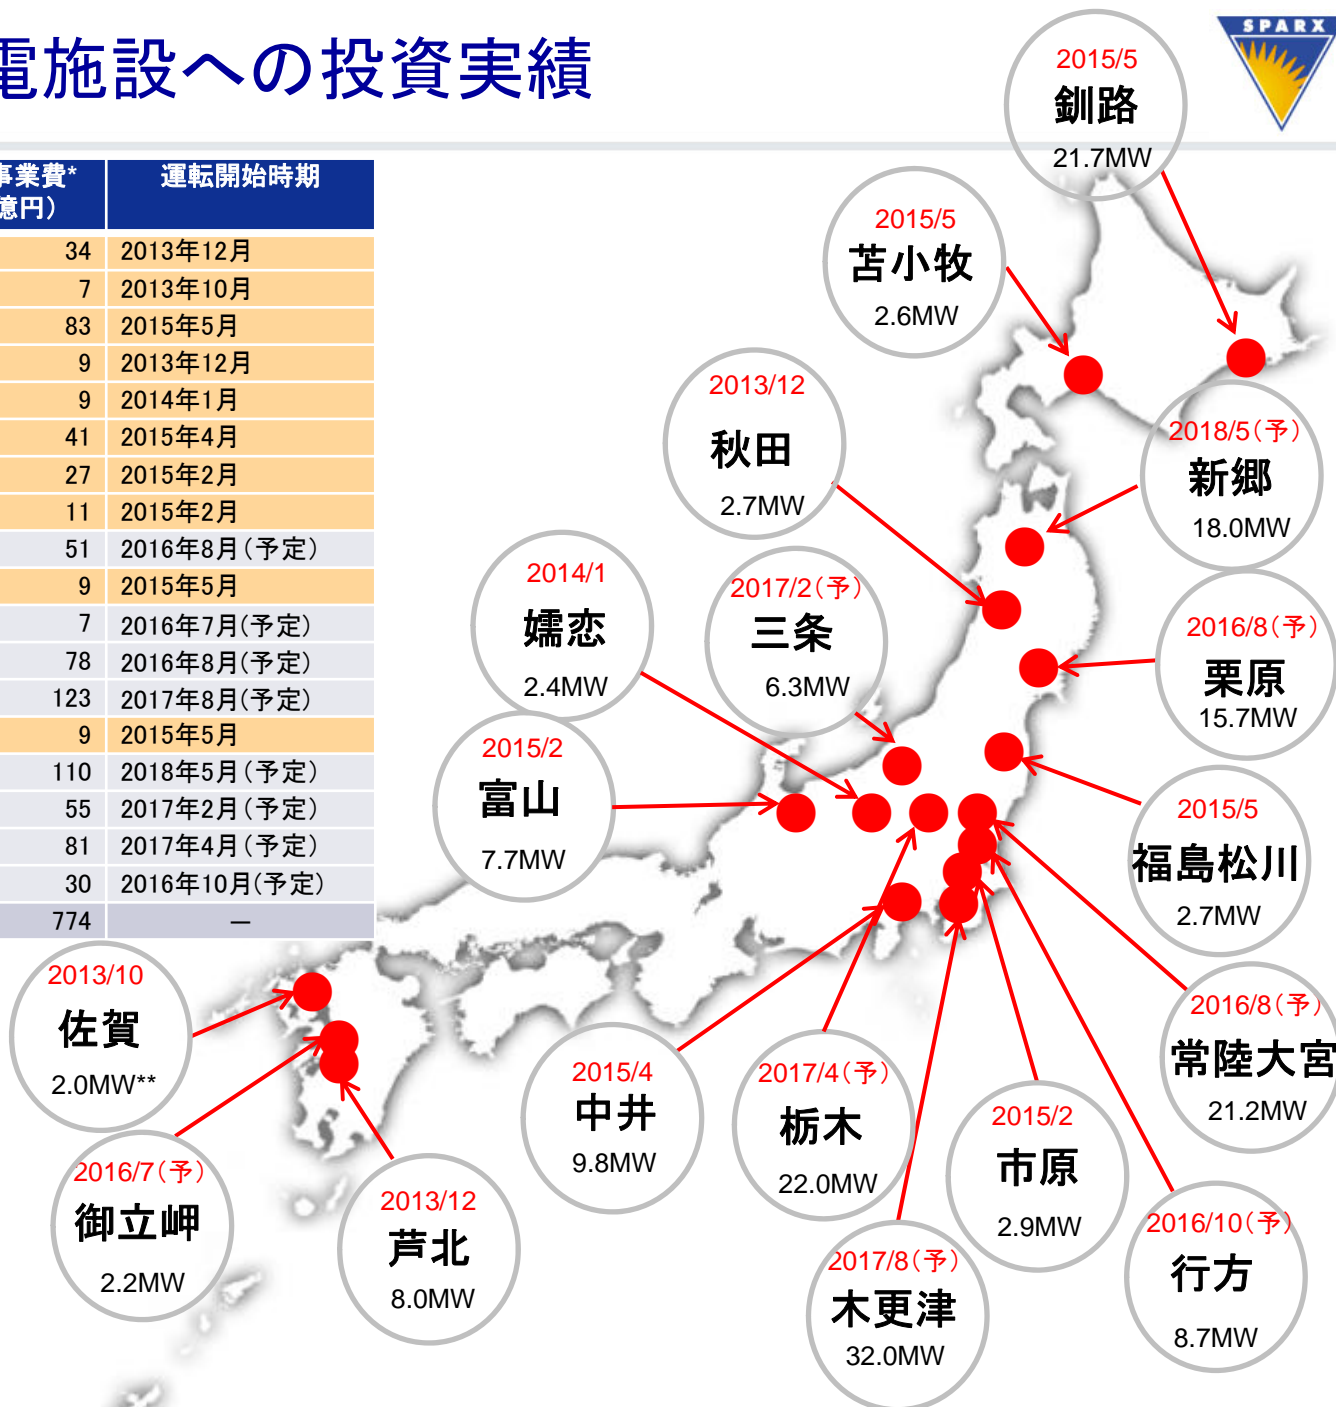 電施設への投資実績
SPARX
事業費* 運転開始時期
億円）
34 2013年12月
7 2013年10月
83 2015年5月
9 2013年12月
9 2014年1月
41 2015年4月
27 2015年2月
11 2015年2月
51 2016年8月（予定）
9 2015年5月
7 2016年7月(予定）
78 2016年8月(予定）
123 2017年8月(予定）
9 2015年5月
110 2018年5月（予定）
55 2017年2月（予定）
81 2017年4月（予定）
30 2016年10月(予定）
774 ―
2015/5
釧路
21.7MW
2015/5
苫小牧
2.6MW
2013/12
秋田
2.7MW
2018/5（予）
新郷
18.0MW
2014/1
嬬恋
2.4MW
2017/2（予）
三条
6.3MW
2016/8（予）
栗原
15.7MW
2015/2
富山
7.7MW
2015/5
福島松川
2.7MW
2013/10
佐賀
2.0MW**
2016/8（予）
常陸大宮
21.2MW
2015/4
中井
9.8MW
2017/4（予）
栃木
22.0MW
2015/2
市原
2.9MW
2016/7（予）
御立岬
2.2MW
2013/12
芦北
8.0MW
2017/8（予）
木更津
32.0MW
2016/10（予）
行方
8.7MW